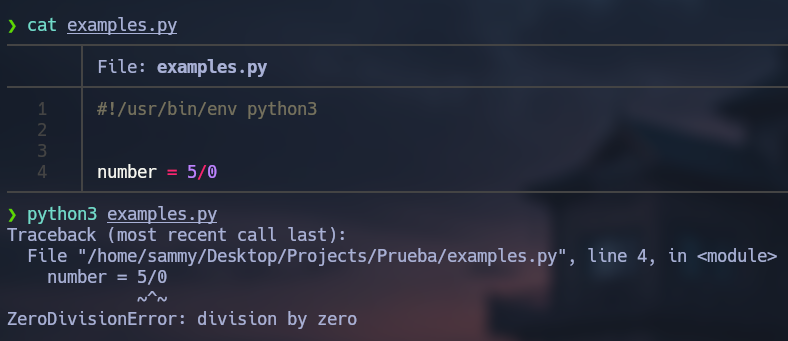 ❯ cat examples.py
File: examples.py
1 #!/usr/bin/env python3
2
3
4 number = 5/0
❯ python3 examples.py
Traceback (most recent call last):
  File "/home/sammy/Desktop/Projects/Prueba/examples.py", line 4, in <module>
    number = 5/0
             ~^~
ZeroDivisionError: division by zero